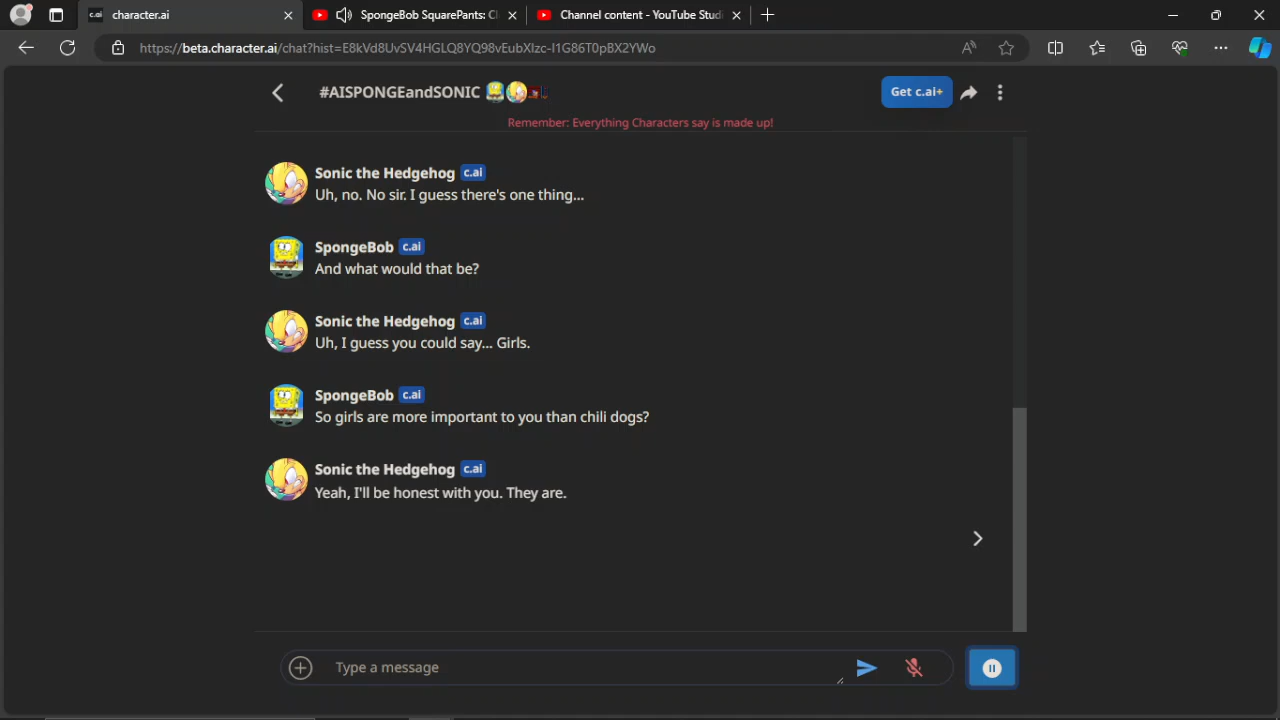 c.ai character.ai
SpongeBob SquarePants: Cl
Channel content - YouTube Studi
https://beta.character.ai/chat?hist=E8kVd8UvSV4HGLQ8YQ98vEubXIzc-I1G86T0pBX2YWo
#AISPONGEandSONIC
Get c.ai+
Remember: Everything Characters say is made up!
Sonic the Hedgehog c.ai
Uh, no. No sir. I guess there's one thing...
SpongeBob c.ai
And what would that be?
Sonic the Hedgehog c.ai
Uh, I guess you could say... Girls.
SpongeBob c.ai
So girls are more important to you than chili dogs?
Sonic the Hedgehog c.ai
Yeah, I'll be honest with you. They are.
Type a message